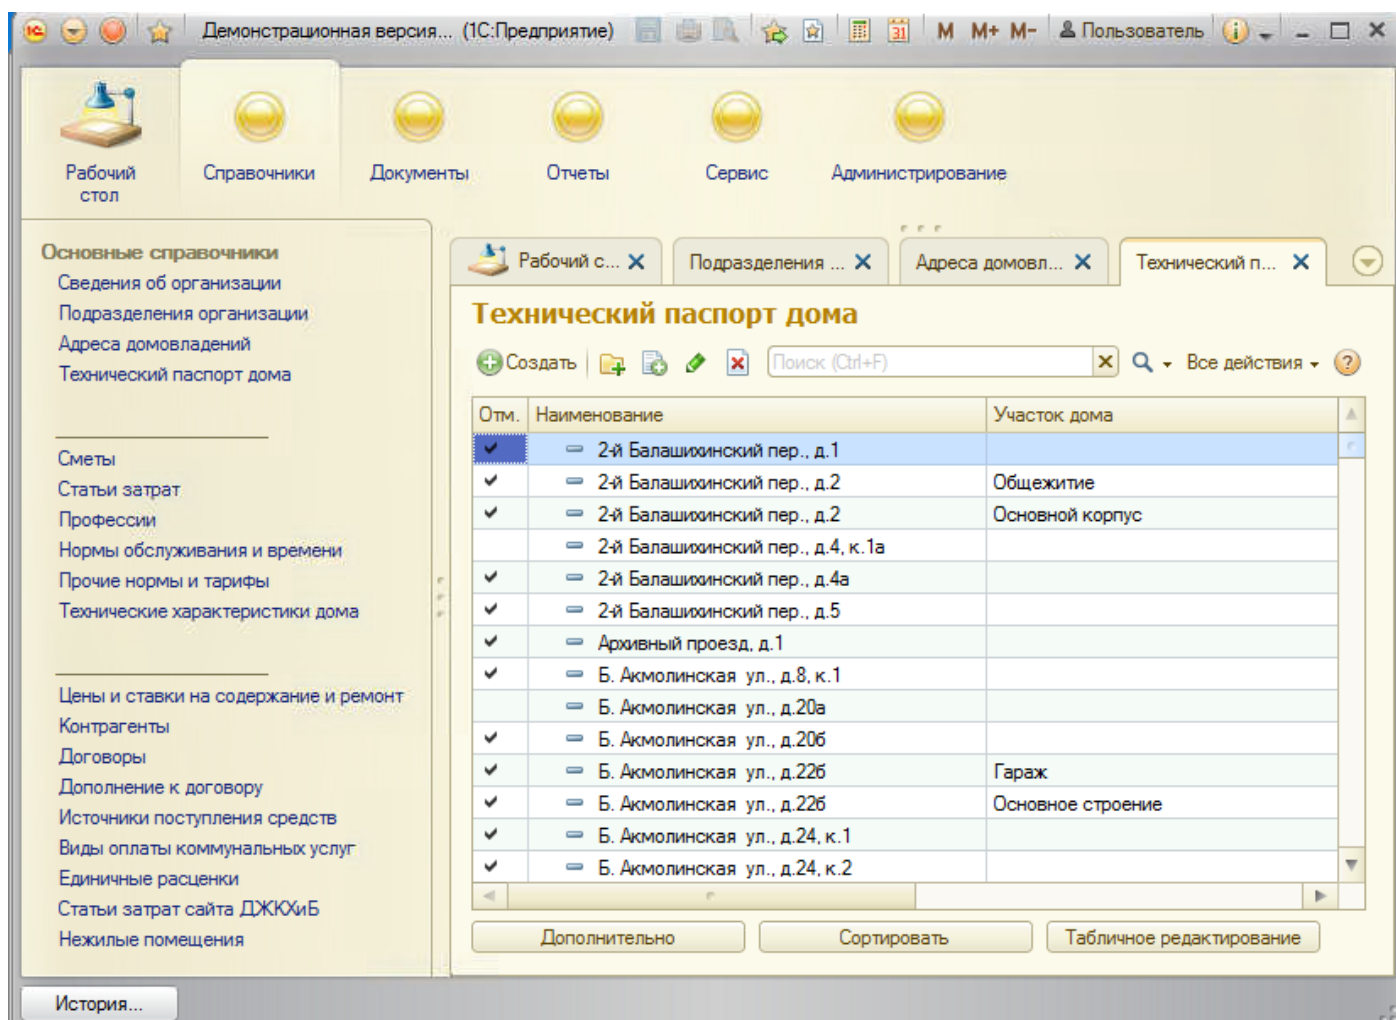 Демонстрационная версия... (1С:Предприятие) 31 M M+ M- Пользователь
Рабочий стол
Справочники
Документы
Отчеты
Сервис
Администрирование
Основные справочники
Сведения об организации
Подразделения организации
Адреса домовладений
Технический паспорт дома
Сметы
Статьи затрат
Профессии
Нормы обслуживания и времени
Прочие нормы и тарифы
Технические характеристики дома
Цены и ставки на содержание и ремонт
Контрагенты
Договоры
Дополнение к договору
Источники поступления средств
Виды оплаты коммунальных услуг
Единичные расценки
Статьи затрат сайта ДЖКХиБ
Нежилые помещения
Рабочий с... Подразделения ... Адреса домовл... Технический п...
Технический паспорт дома
Создать Поиск (Ctrl+F) Все действия ?
Отм. Наименование Участок дома
2-й Балашихинский пер., д.1
2-й Балашихинский пер., д.2 Общежитие
2-й Балашихинский пер., д.2 Основной корпус
2-й Балашихинский пер., д.4, к.1а
2-й Балашихинский пер., д.4а
2-й Балашихинский пер., д.5
Архивный проезд, д.1
Б. Акмолинская ул., д.8, к.1
Б. Акмолинская ул., д.20а
Б. Акмолинская ул., д.20б
Б. Акмолинская ул., д.22б Гараж
Б. Акмолинская ул., д.22б Основное строение
Б. Акмолинская ул., д.24, к.1
Б. Акмолинская ул., д.24, к.2
Дополнительно Сортировать Табличное редактирование
История...